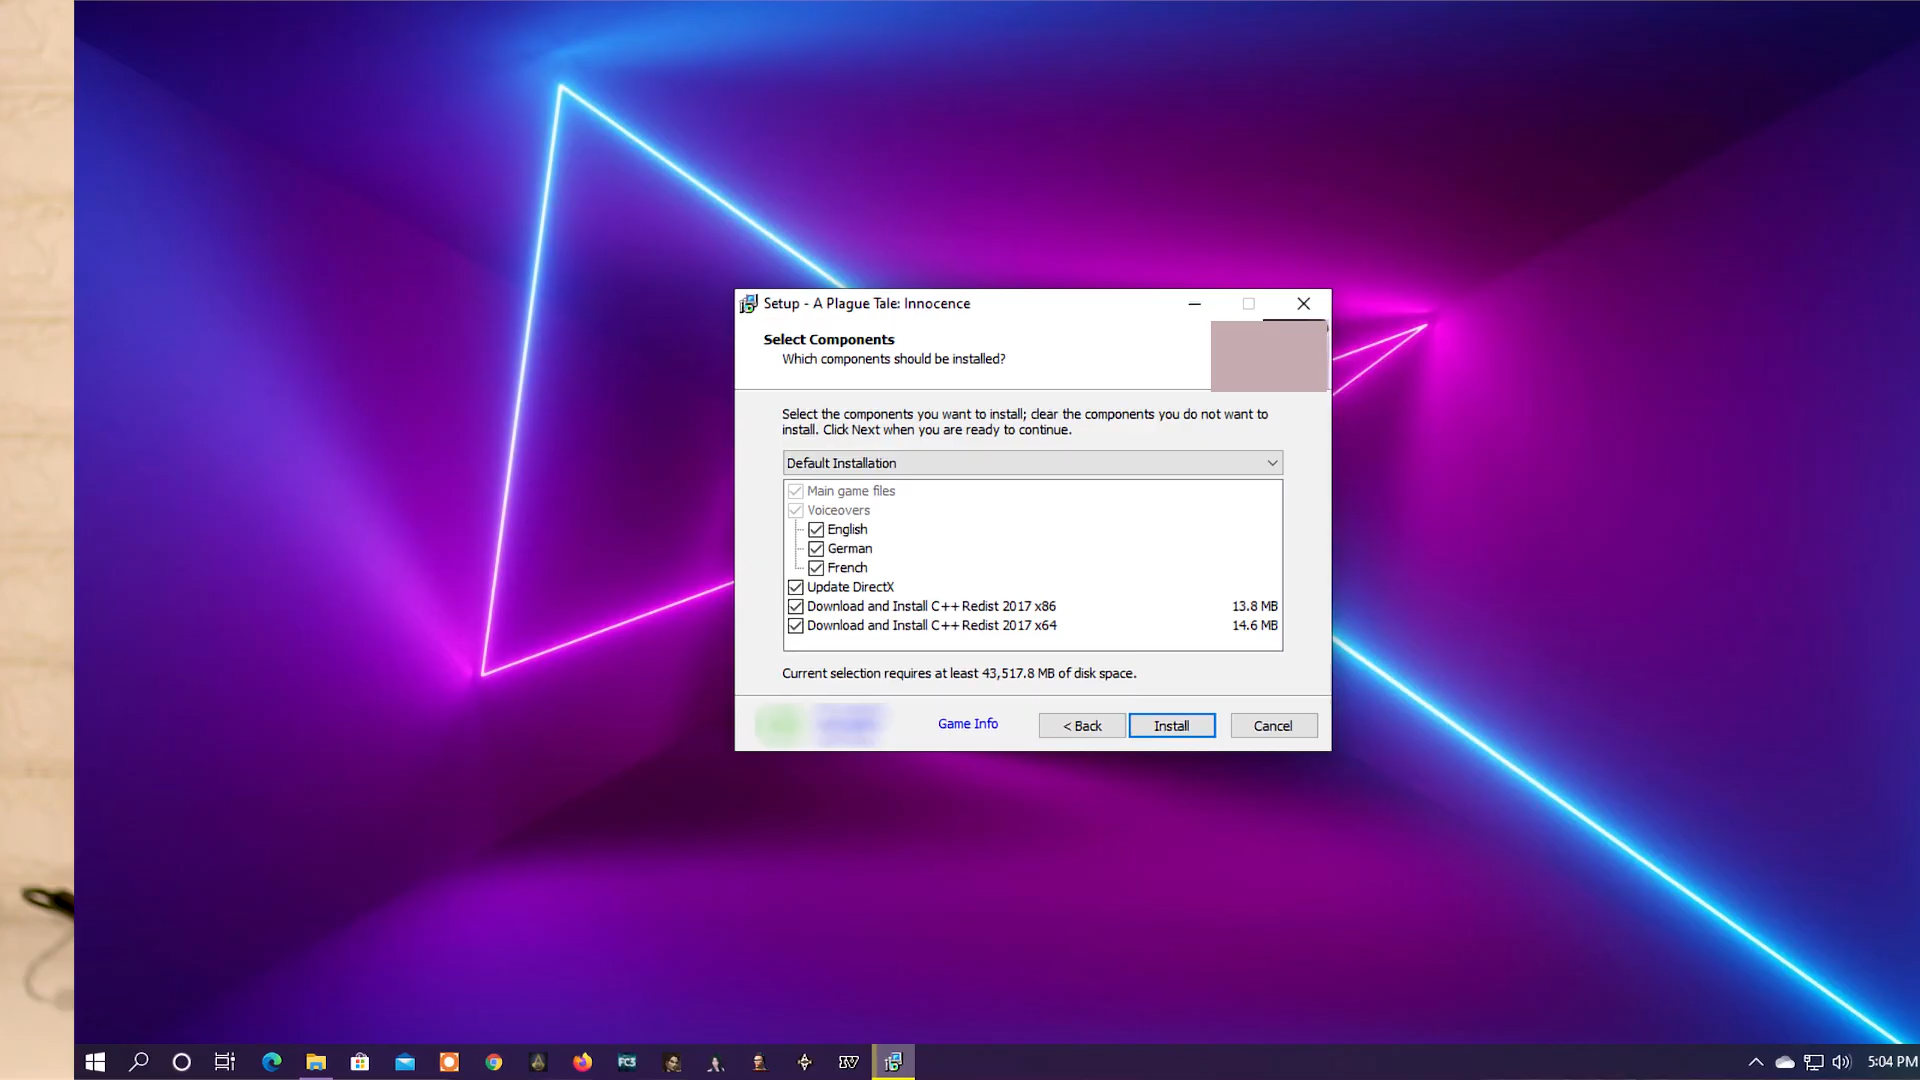 Setup - A Plague Tale: Innocence
Select Components
Which components should be installed?
Select the components you want to install; clear the components you do not want to
install. Click Next when you are ready to continue.
Default Installation
Main game files
Voiceovers
English
German
French
Update DirectX
Download and Install C++ Redist 2017 x86 13.8 MB
Download and Install C++ Redist 2017 x64 14.6 MB
Current selection requires at least 43,517.8 MB of disk space.
Game Info
< Back
Install
Cancel
FC3
IV
5:04 PM